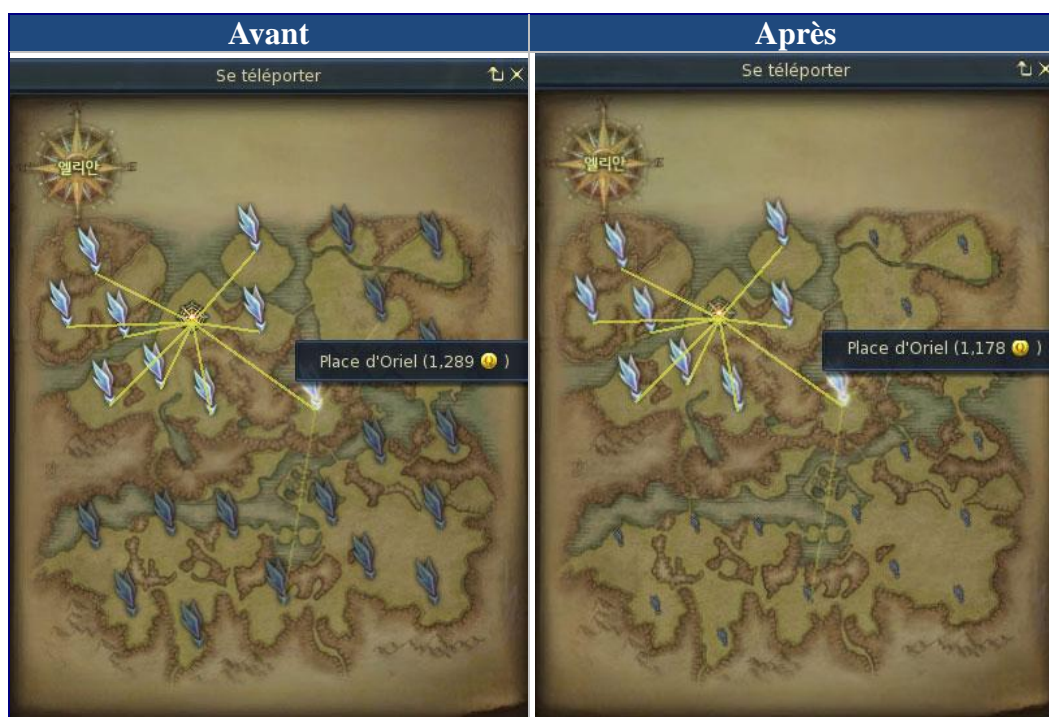 Avant
Après
Se téléporter
엘리안
Place d'Oriel (1,289 )
Se téléporter
엘리안
Place d'Oriel (1,178 )